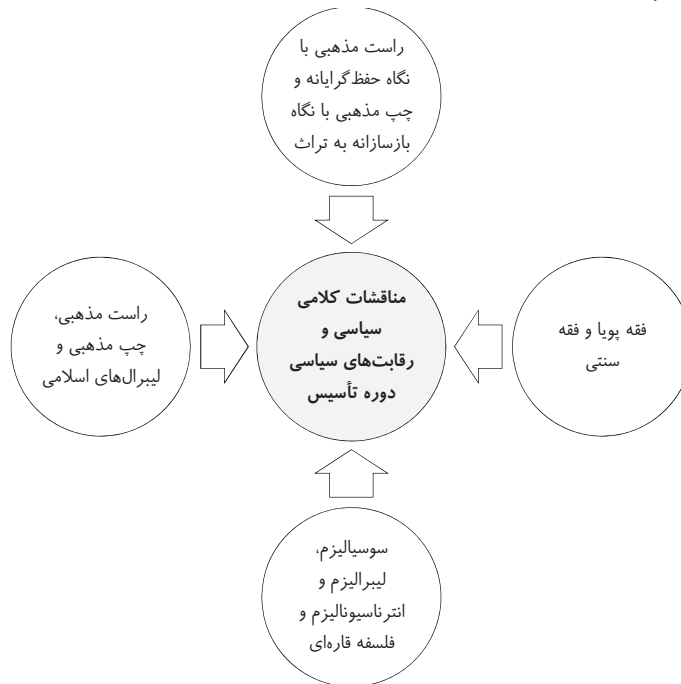 راست مذهبی با
نگاه حفظ‌گرایانه و
چپ مذهبی با نگاه
بازسازانه به تراث
فقه پویا و فقه
سنتی
مناقشات کلامی
سیاسی و
رقابت‌های سیاسی
دوره تأسیس
راست مذهبی،
چپ مذهبی و
لیبرال‌های اسلامی
سوسیالیزم،
لیبرالیزم و
انترناسیونالیزم و
فلسفه قاره‌ای